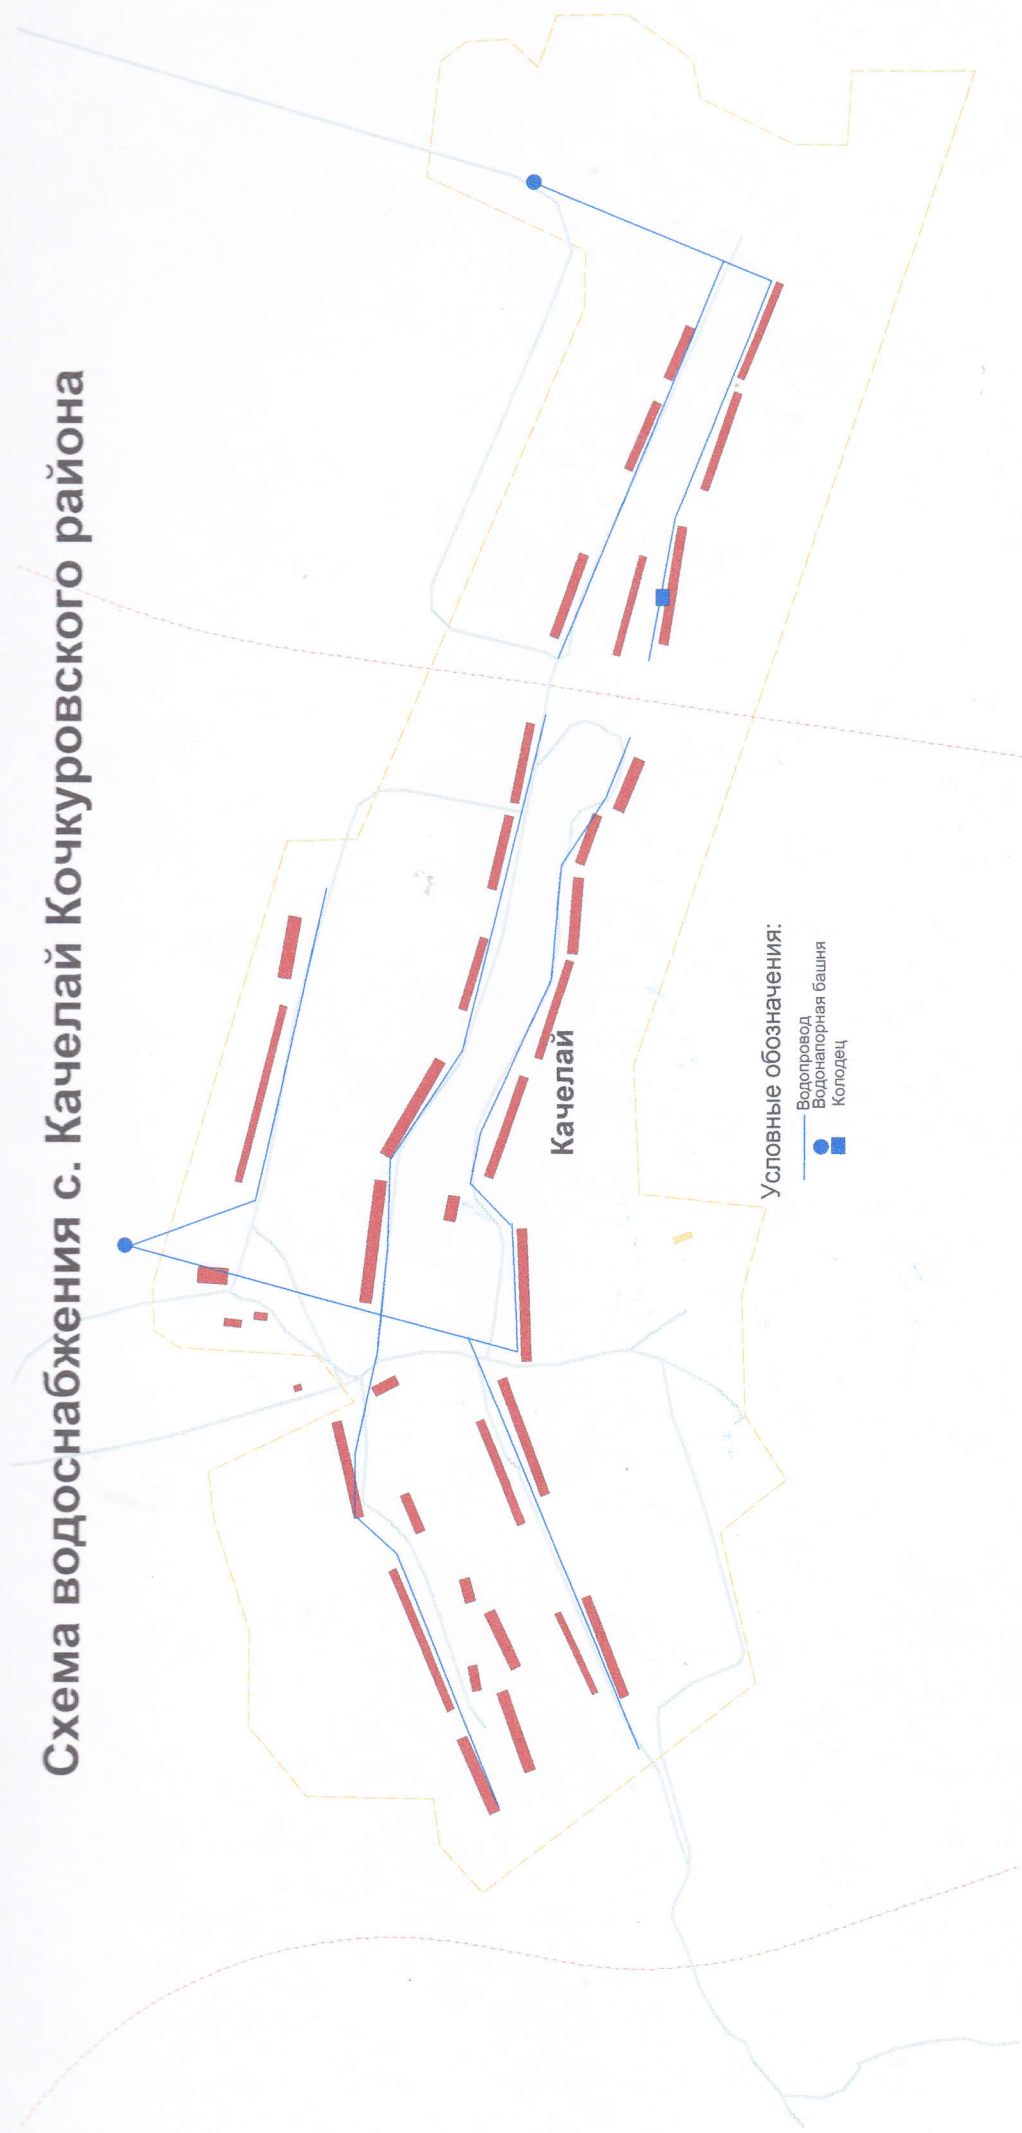 Схема водоснабжения с. Качелай Кочкуровского района
Качелай
Условные обозначения:
Водопровод
Водонапорная башня
Колодец